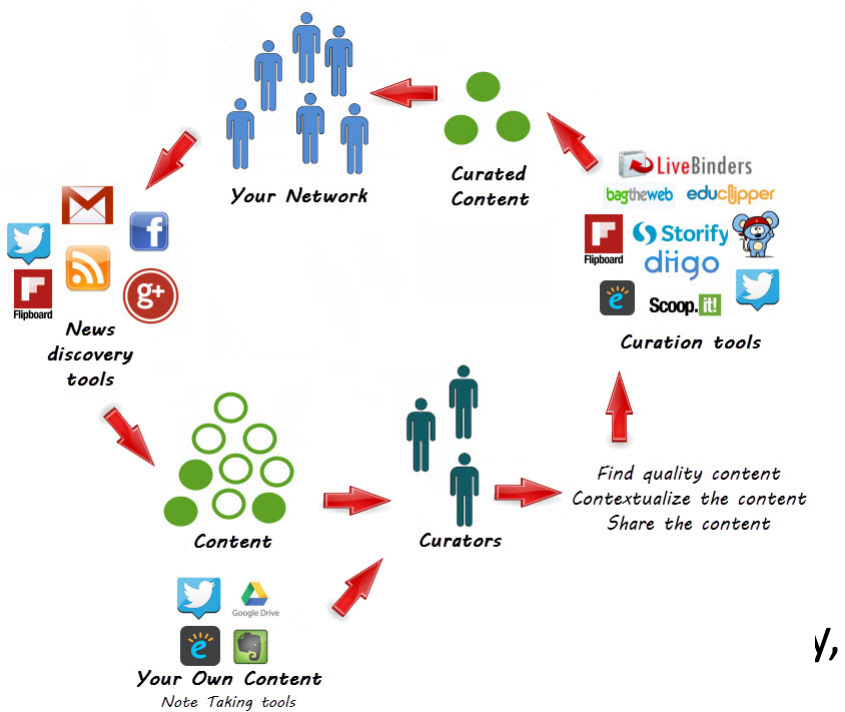 Your Network
Curated
Content
LiveBinders
bagtheweb
educlipper
Flipboard
Storify
diigo
Scoop.it!
Curation tools
f
g+
Flipboard
News
discovery
tools
Content
Curators
Find quality content
Contextualize the content
Share the content
Google Drive
e
e
Your Own Content
Note Taking tools
y,